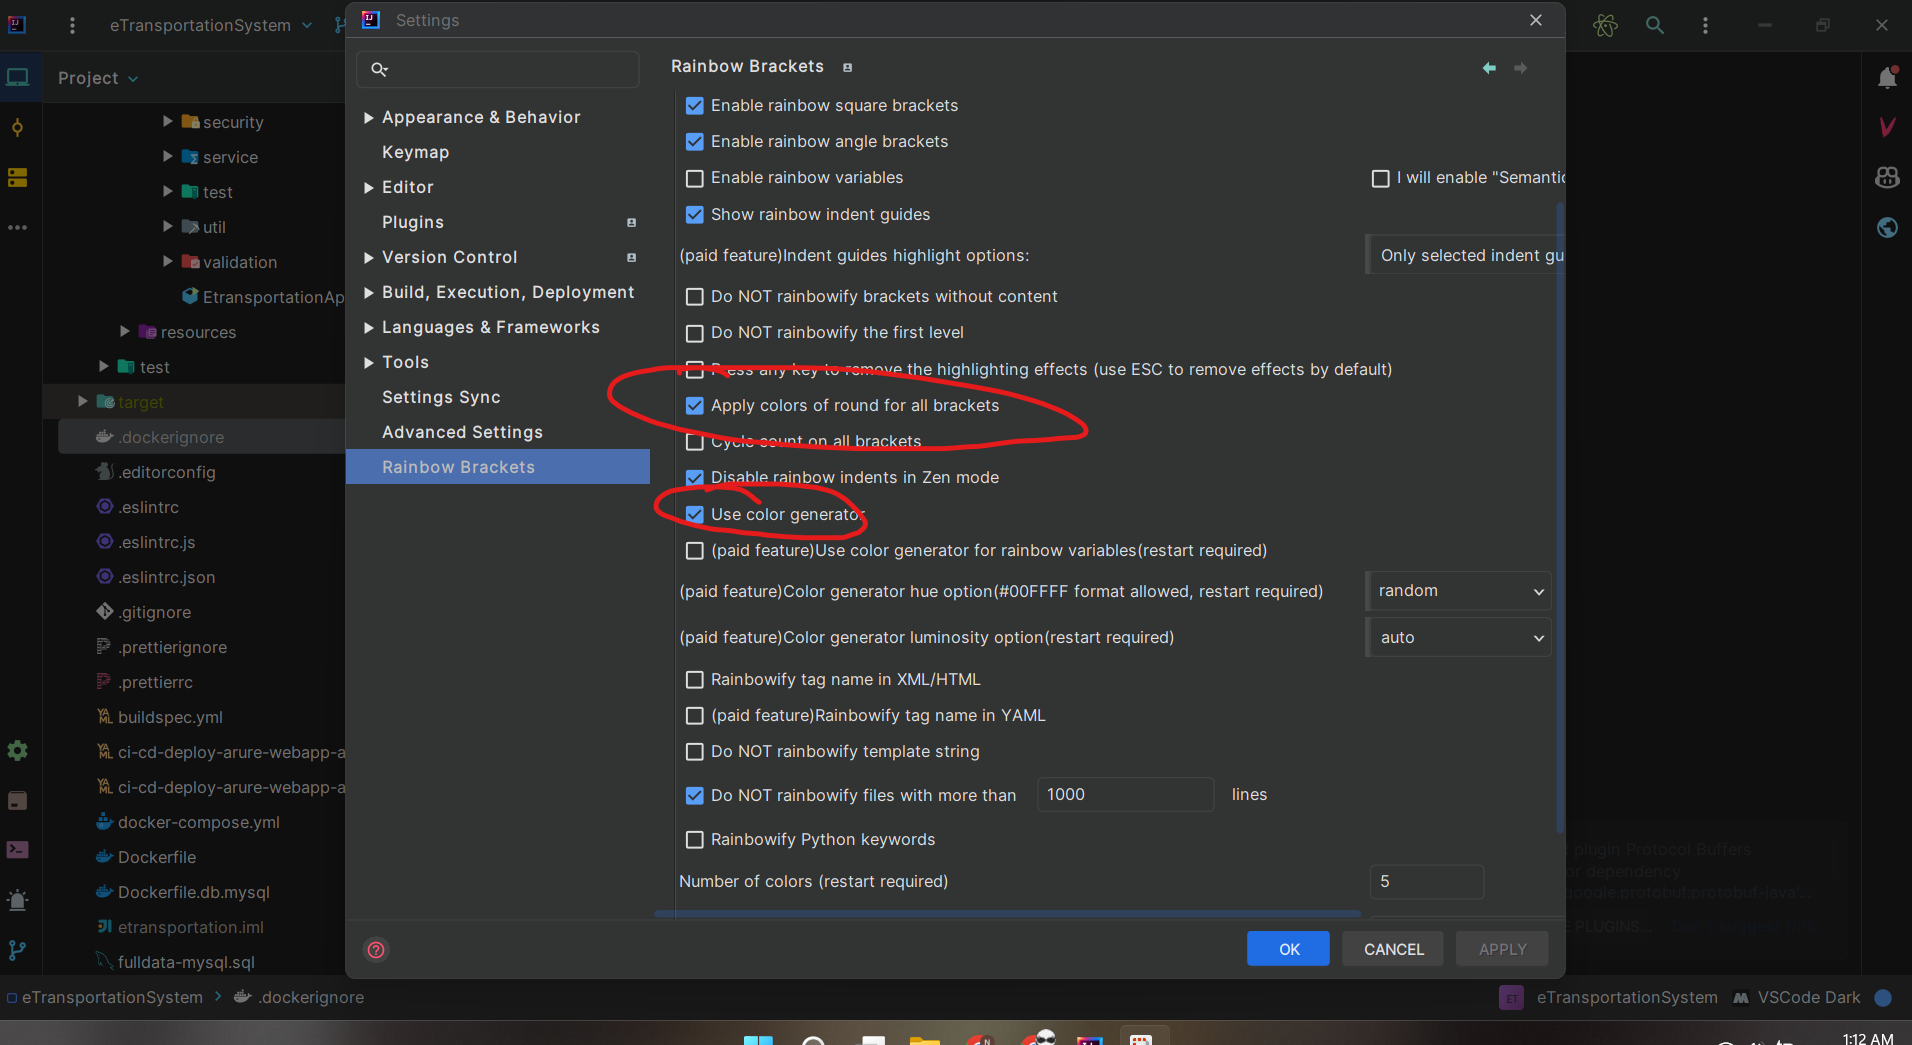 eTransportationSystem
Settings
Project
security
service
test
util
validation
EtransportationAp
resources
test
target
.dockerignore
.editorconfig
.eslintrc
.eslintrc.js
.eslintrc.json
.gitignore
.prettierignore
.prettierrc
buildspec.yml
ci-cd-deploy-arure-webapp-a
ci-cd-deploy-arure-webapp-a
docker-compose.yml
Dockerfile
Dockerfile.db.mysql
etransportation.iml
fulldata-mysql.sql
Appearance & Behavior
Keymap
Editor
Plugins
Version Control
Build, Execution, Deployment
Languages & Frameworks
Tools
Settings Sync
Advanced Settings
Rainbow Brackets
Rainbow Brackets
Enable rainbow square brackets
Enable rainbow angle brackets
Enable rainbow variables
I will enable "Semantic
Show rainbow indent guides
(paid feature)Indent guides highlight options:
Only selected indent gu
Do NOT rainbowify brackets without content
Do NOT rainbowify the first level
Press any key to remove the highlighting effects (use ESC to remove effects by default)
Apply colors of round for all brackets
Cycle count on all brackets
Disable rainbow indents in Zen mode
Use color generator
(paid feature)Use color generator for rainbow variables(restart required)
(paid feature)Color generator hue option(#00FFFF format allowed, restart required)
random
(paid feature)Color generator luminosity option(restart required)
auto
Rainbowify tag name in XML/HTML
(paid feature)Rainbowify tag name in YAML
Do NOT rainbowify template string
Do NOT rainbowify files with more than 1000 lines
Rainbowify Python keywords
Number of colors (restart required)
5
OK
CANCEL
APPLY
plugin Protocol Buffers
or dependency
PLUGINS...
eTransportationSystem > .dockerignore
ET
eTransportationSystem
VSCode Dark
1:12 AM